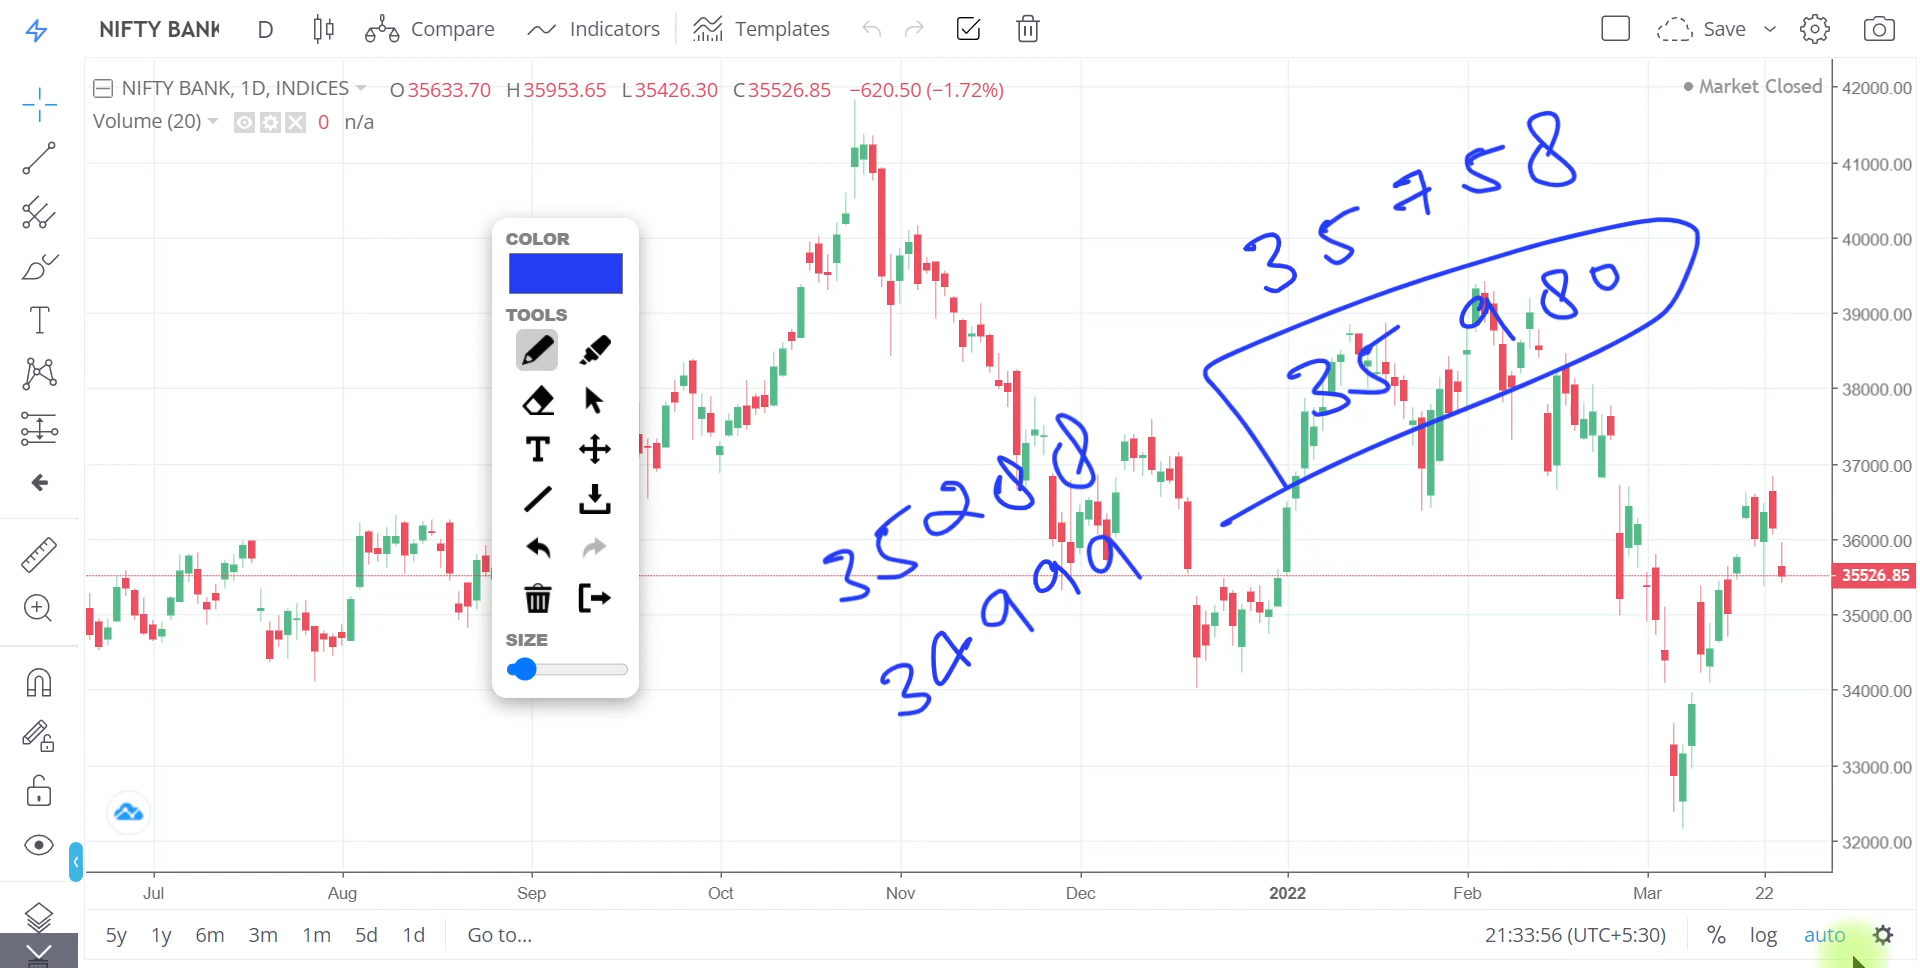 NIFTY BANK D Compare Indicators Templates Save
NIFTY BANK, 1D, INDICES O35633.70 H35953.65 L35426.30 C35526.85 −620.50 (−1.72%)
Market Closed
Volume (20) 0 n/a
42000.00
41000.00
40000.00
39000.00
38000.00
37000.00
36000.00
35526.85
35000.00
34000.00
33000.00
32000.00
COLOR
TOOLS
T
SIZE
35758
35980
35288
34999
Jul Aug Sep Oct Nov Dec 2022 Feb Mar 22
5y 1y 6m 3m 1m 5d 1d Go to... 21:33:56 (UTC+5:30) % log auto